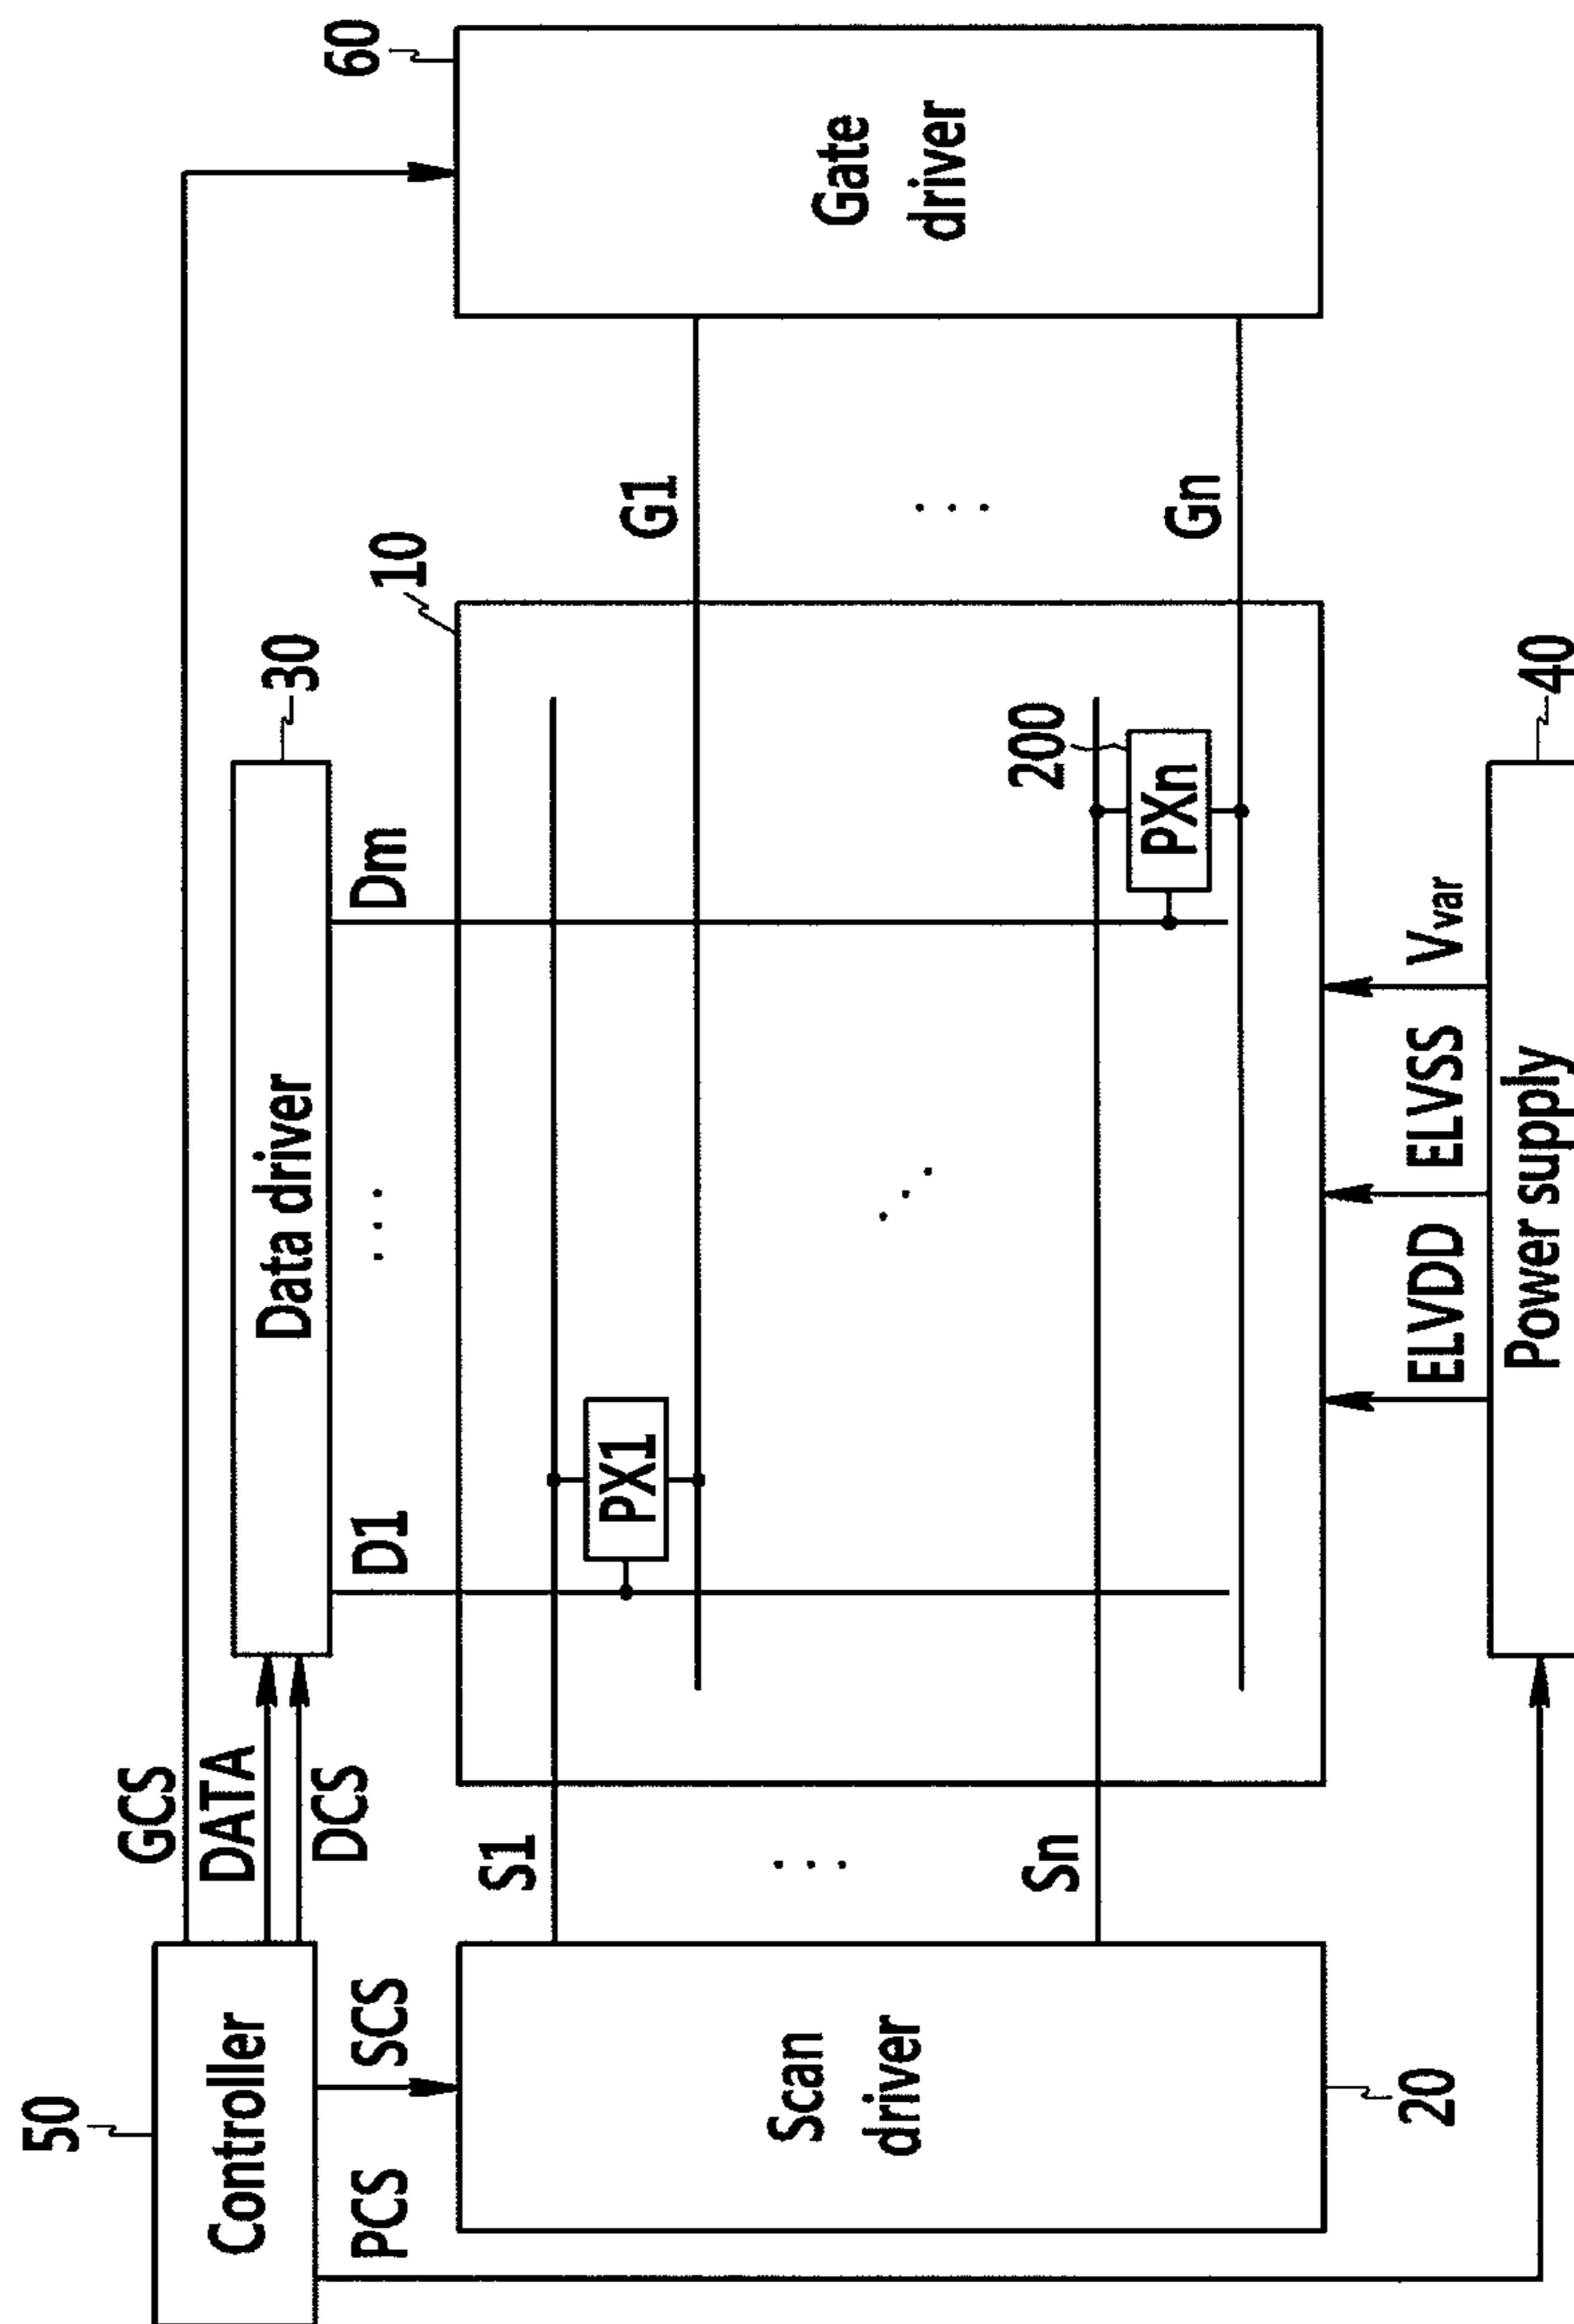 50
Controller
GCS
DATA
DCS
PCS
SCS
30
Data driver
D1
...
Dm
10
60
Gate driver
Scan driver
20
S1
...
Sn
PX1
...
200
PXn
G1
...
Gn
ELVDD
ELVSS
Vvar
Power supply
40